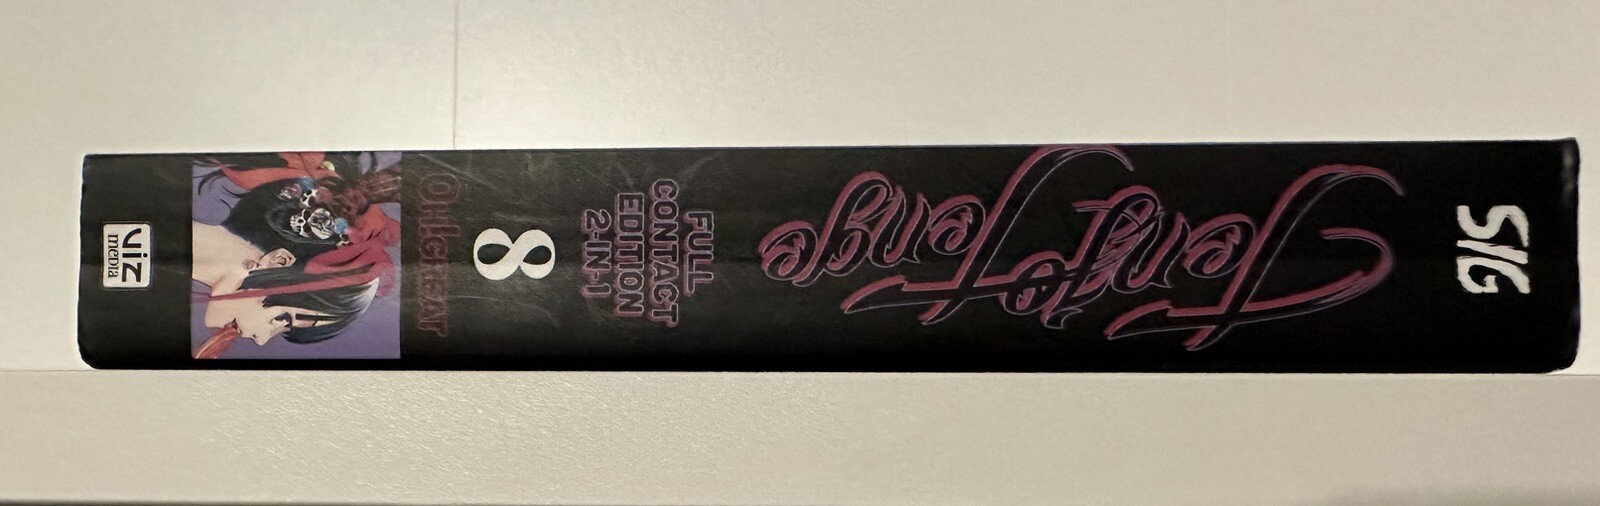 SIG
Tenjo
Tenge
FULL
CONTACT
EDITION
2-IN-1
8
Oh!great
viz
media